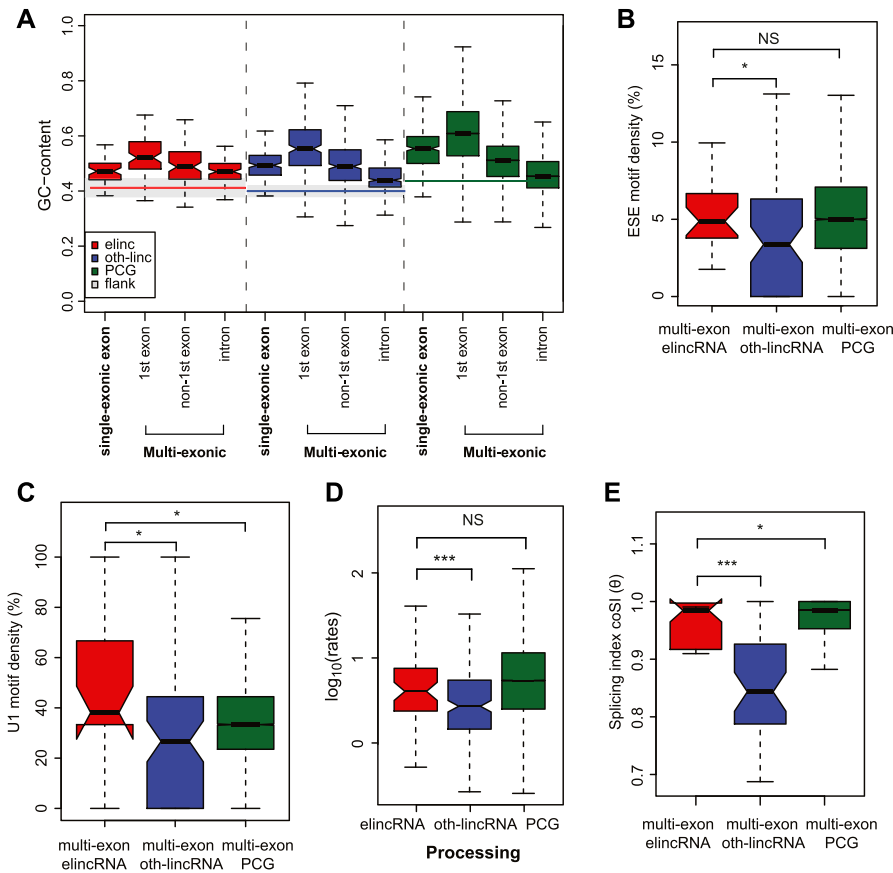 A
GC−content
0.0
0.2
0.4
0.6
0.8
1.0
elinc
oth-linc
PCG
flank
single-exonic exon
1st exon
non-1st exon
intron
single-exonic exon
1st exon
non-1st exon
intron
single-exonic exon
1st exon
non-1st exon
intron
Multi-exonic
Multi-exonic
Multi-exonic
B
ESE motif density (%)
0
5
10
15
NS
*
multi-exon
elincRNA
multi-exon
oth-lincRNA
multi-exon
PCG
C
U1 motif density (%)
0
20
40
60
80
100
*
*
multi-exon
elincRNA
multi-exon
oth-lincRNA
multi-exon
PCG
D
log10(rates)
0
1
2
NS
***
elincRNA
oth-lincRNA
PCG
Processing
E
Splicing index coSI (θ)
0.7
0.8
0.9
1.0
1.1
*
***
multi-exon
elincRNA
multi-exon
oth-lincRNA
multi-exon
PCG